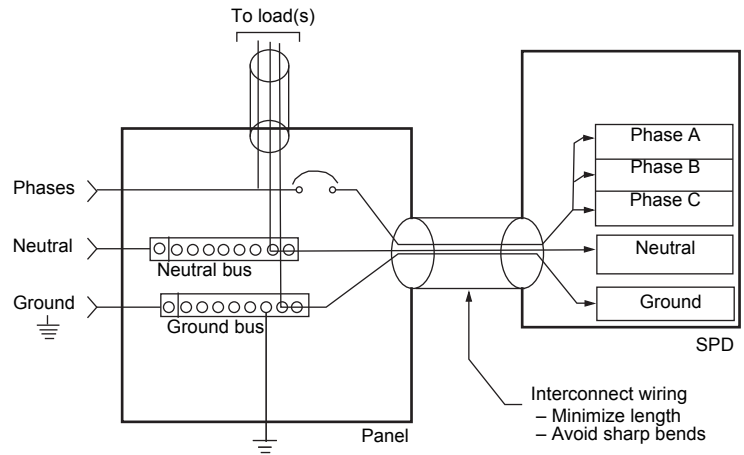 To load(s)
Phases
Neutral
Ground
Neutral bus
Ground bus
Panel
Phase A
Phase B
Phase C
Neutral
Ground
SPD
Interconnect wiring
– Minimize length
– Avoid sharp bends